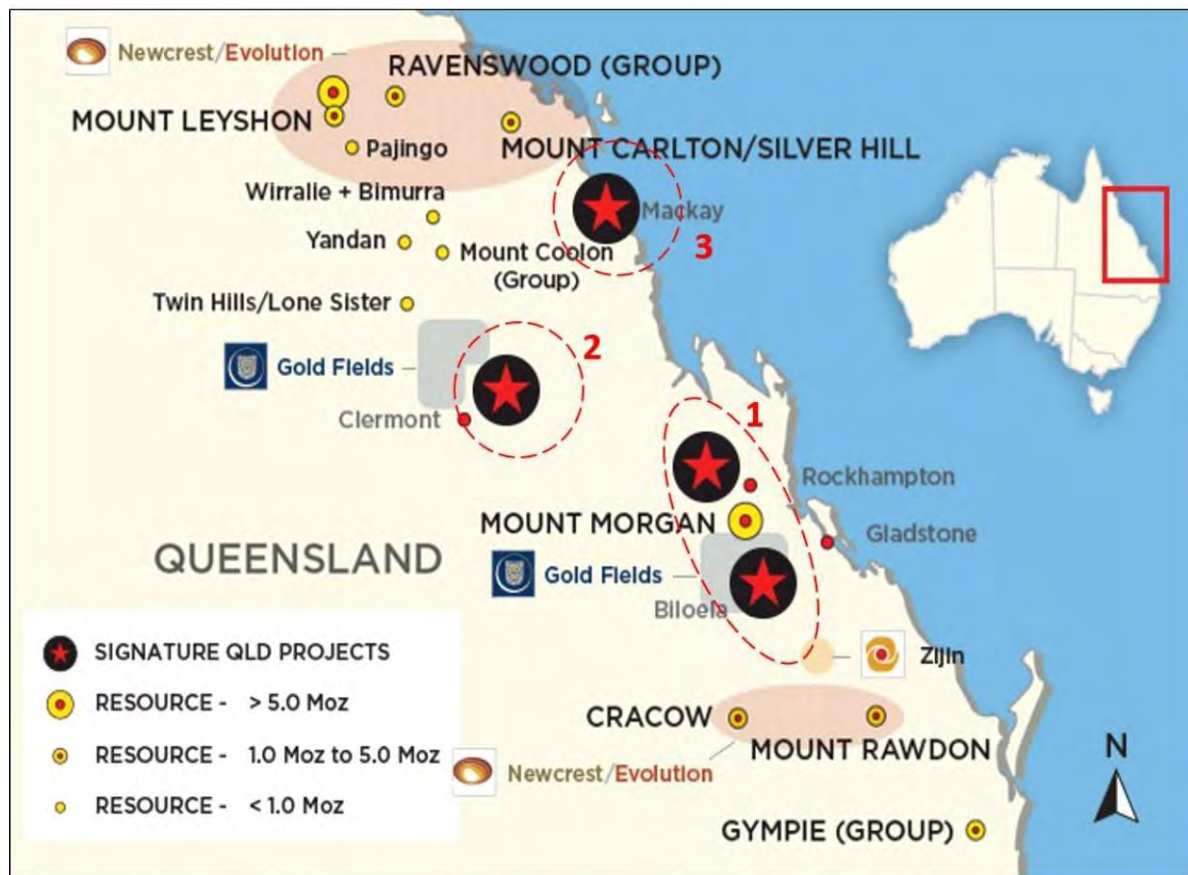 Newcrest/Evolution
RAVENSWOOD (GROUP)
MOUNT LEYSHON
Pajingo
MOUNT CARLTON/SILVER HILL
Wirralie + Bimurra
Mackay
Yandan
Mount Coolon
(Group)
3
Twin Hills/Lone Sister
2
Gold Fields
Clermont
1
Rockhampton
MOUNT MORGAN
Gladstone
QUEENSLAND
Gold Fields
Biloela
SIGNATURE QLD PROJECTS
Zijin
RESOURCE - > 5.0 Moz
CRACOW
RESOURCE - 1.0 Moz to 5.0 Moz
MOUNT RAWDON
N
Newcrest/Evolution
RESOURCE - < 1.0 Moz
GYMPIE (GROUP)